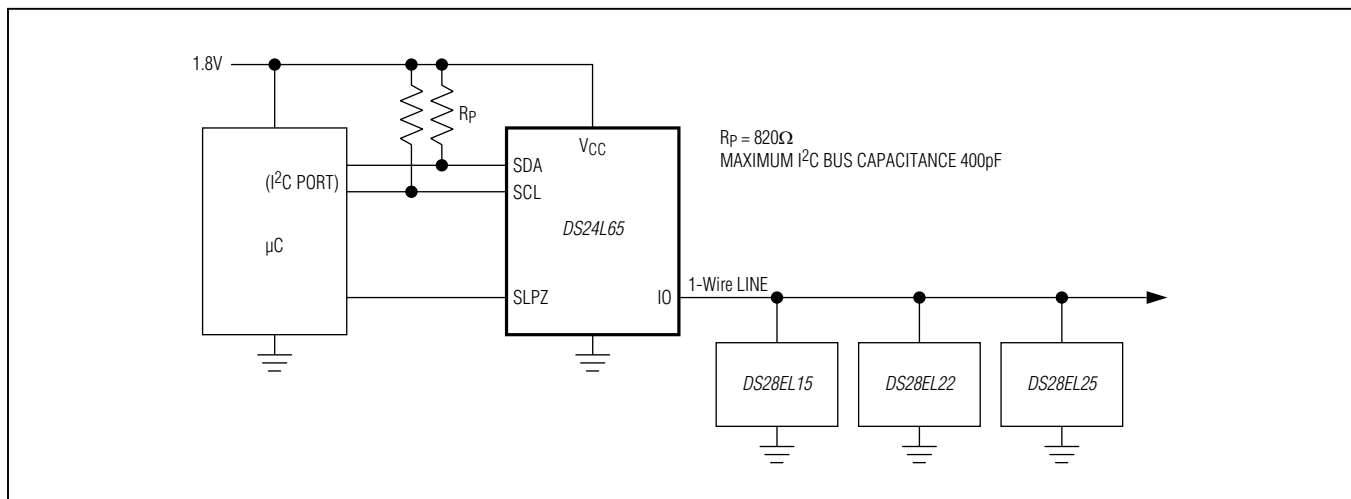 1.8V
RP
VCC
RP = 820Ω
MAXIMUM I2C BUS CAPACITANCE 400pF
SDA
(I2C PORT)
SCL
DS24L65
µC
1-Wire LINE
SLPZ
IO
DS28EL15
DS28EL22
DS28EL25